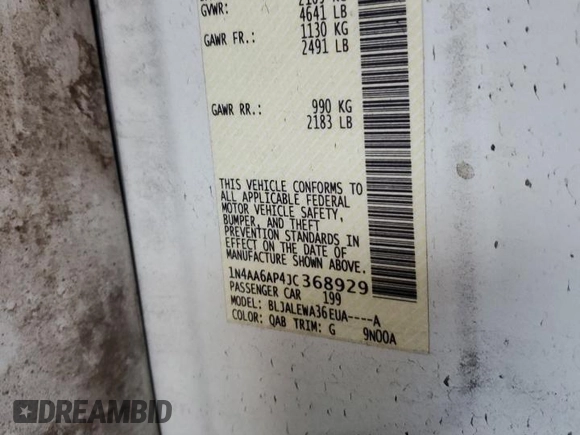 GVWR: 4641 LB
GAWR FR.: 1130 KG
2491 LB
GAWR RR.: 990 KG
2183 LB
THIS VEHICLE CONFORMS TO
ALL APPLICABLE FEDERAL
MOTOR VEHICLE SAFETY,
BUMPER, AND THEFT
PREVENTION STANDARDS IN
EFFECT ON THE DATE OF
MANUFACTURE SHOWN ABOVE.
1N4AA6AP4JC368929
PASSENGER CAR 199
MODEL: BLJALEWA36EUA----A
COLOR: QAB TRIM: G 9N00A
DREAMBID